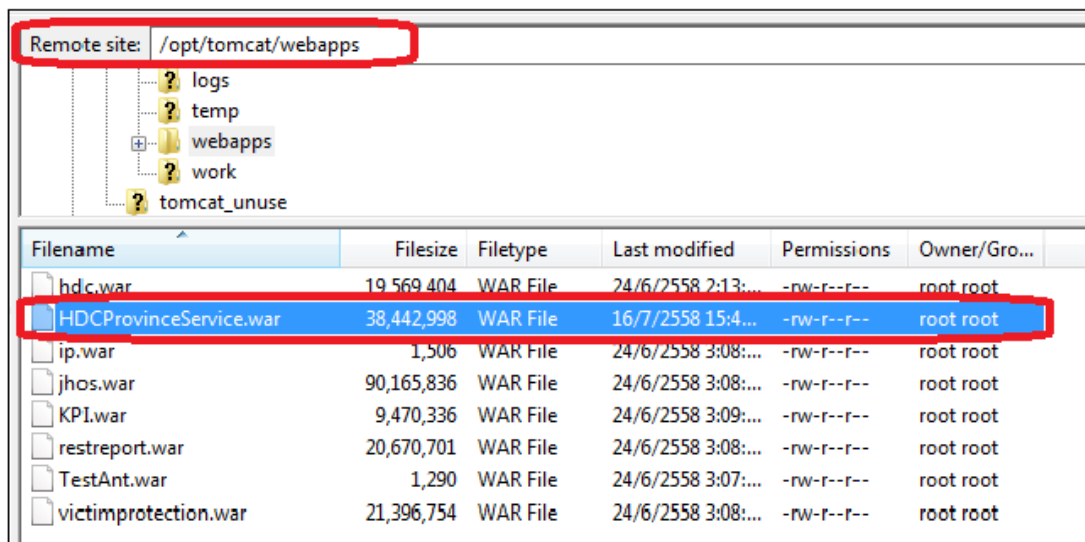 Remote site: /opt/tomcat/webapps
logs
temp
webapps
work
tomcat_unuse
Filename Filesize Filetype Last modified Permissions Owner/Gro...
hdc.war 19,569,404 WAR File 24/6/2558 2:13:... -rw-r--r-- root root
HDCProvinceService.war 38,442,998 WAR File 16/7/2558 15:4... -rw-r--r-- root root
ip.war 1,506 WAR File 24/6/2558 3:08:... -rw-r--r-- root root
jhos.war 90,165,836 WAR File 24/6/2558 3:08:... -rw-r--r-- root root
KPI.war 9,470,336 WAR File 24/6/2558 3:09:... -rw-r--r-- root root
restreport.war 20,670,701 WAR File 24/6/2558 3:08:... -rw-r--r-- root root
TestAnt.war 1,290 WAR File 24/6/2558 3:07:... -rw-r--r-- root root
victimprotection.war 21,396,754 WAR File 24/6/2558 3:08:... -rw-r--r-- root root